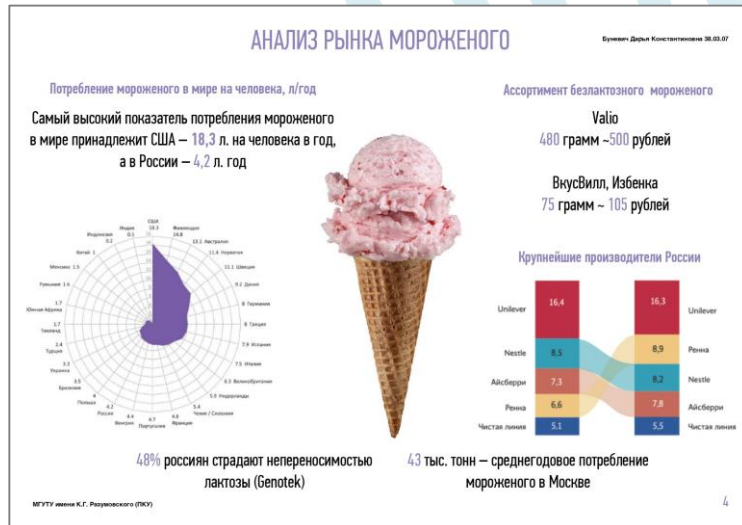 АНАЛИЗ РЫНКА МОРОЖЕНОГО
Буневич Дарья Константиновна 38.03.07
Потребление мороженого в мире на человека, л/год
Самый высокий показатель потребления мороженого
в мире принадлежит США – 18,3 л. на человека в год,
а в России – 4,2 л. год
США
18.3
Финляндия
14.8
13.2 Австралия
11.4 Норвегия
11.1 Швеция
9.2 Дания
8 Германия
8 Греция
7.9 Испания
7.5 Италия
6.3 Великобритания
5.9 Нидерланды
5.4
Чехия / Словакия
4.9
Франция
4.7
Португалия
4.4
Венгрия
4.2
Россия
4
Польша
3.5
Бразилия
3.2
Украина
2.4
Турция
1.7
Таиланд
1.7
Южная Африка
Румыния 1.6
Мексика 1.5
Китай 1
Индонезия
0.2
Индия
0.1
Ассортимент безлактозного мороженого
Valio
480 грамм ~500 рублей
ВкусВилл, Избенка
75 грамм ~ 105 рублей
Крупнейшие производители России
Unilever 16,4 16,3 Unilever
Nestle 8,5 8,9 Ренна
Айсберри 7,3 8,2 Nestle
Ренна 6,6 7,8 Айсберри
Чистая линия 5,1 5,5 Чистая линия
48% россиян страдают непереносимостью
лактозы (Genotek)
43 тыс. тонн – среднегодовое потребление
мороженого в Москве
МГУТУ имени К.Г. Разумовского (ПКУ)
4